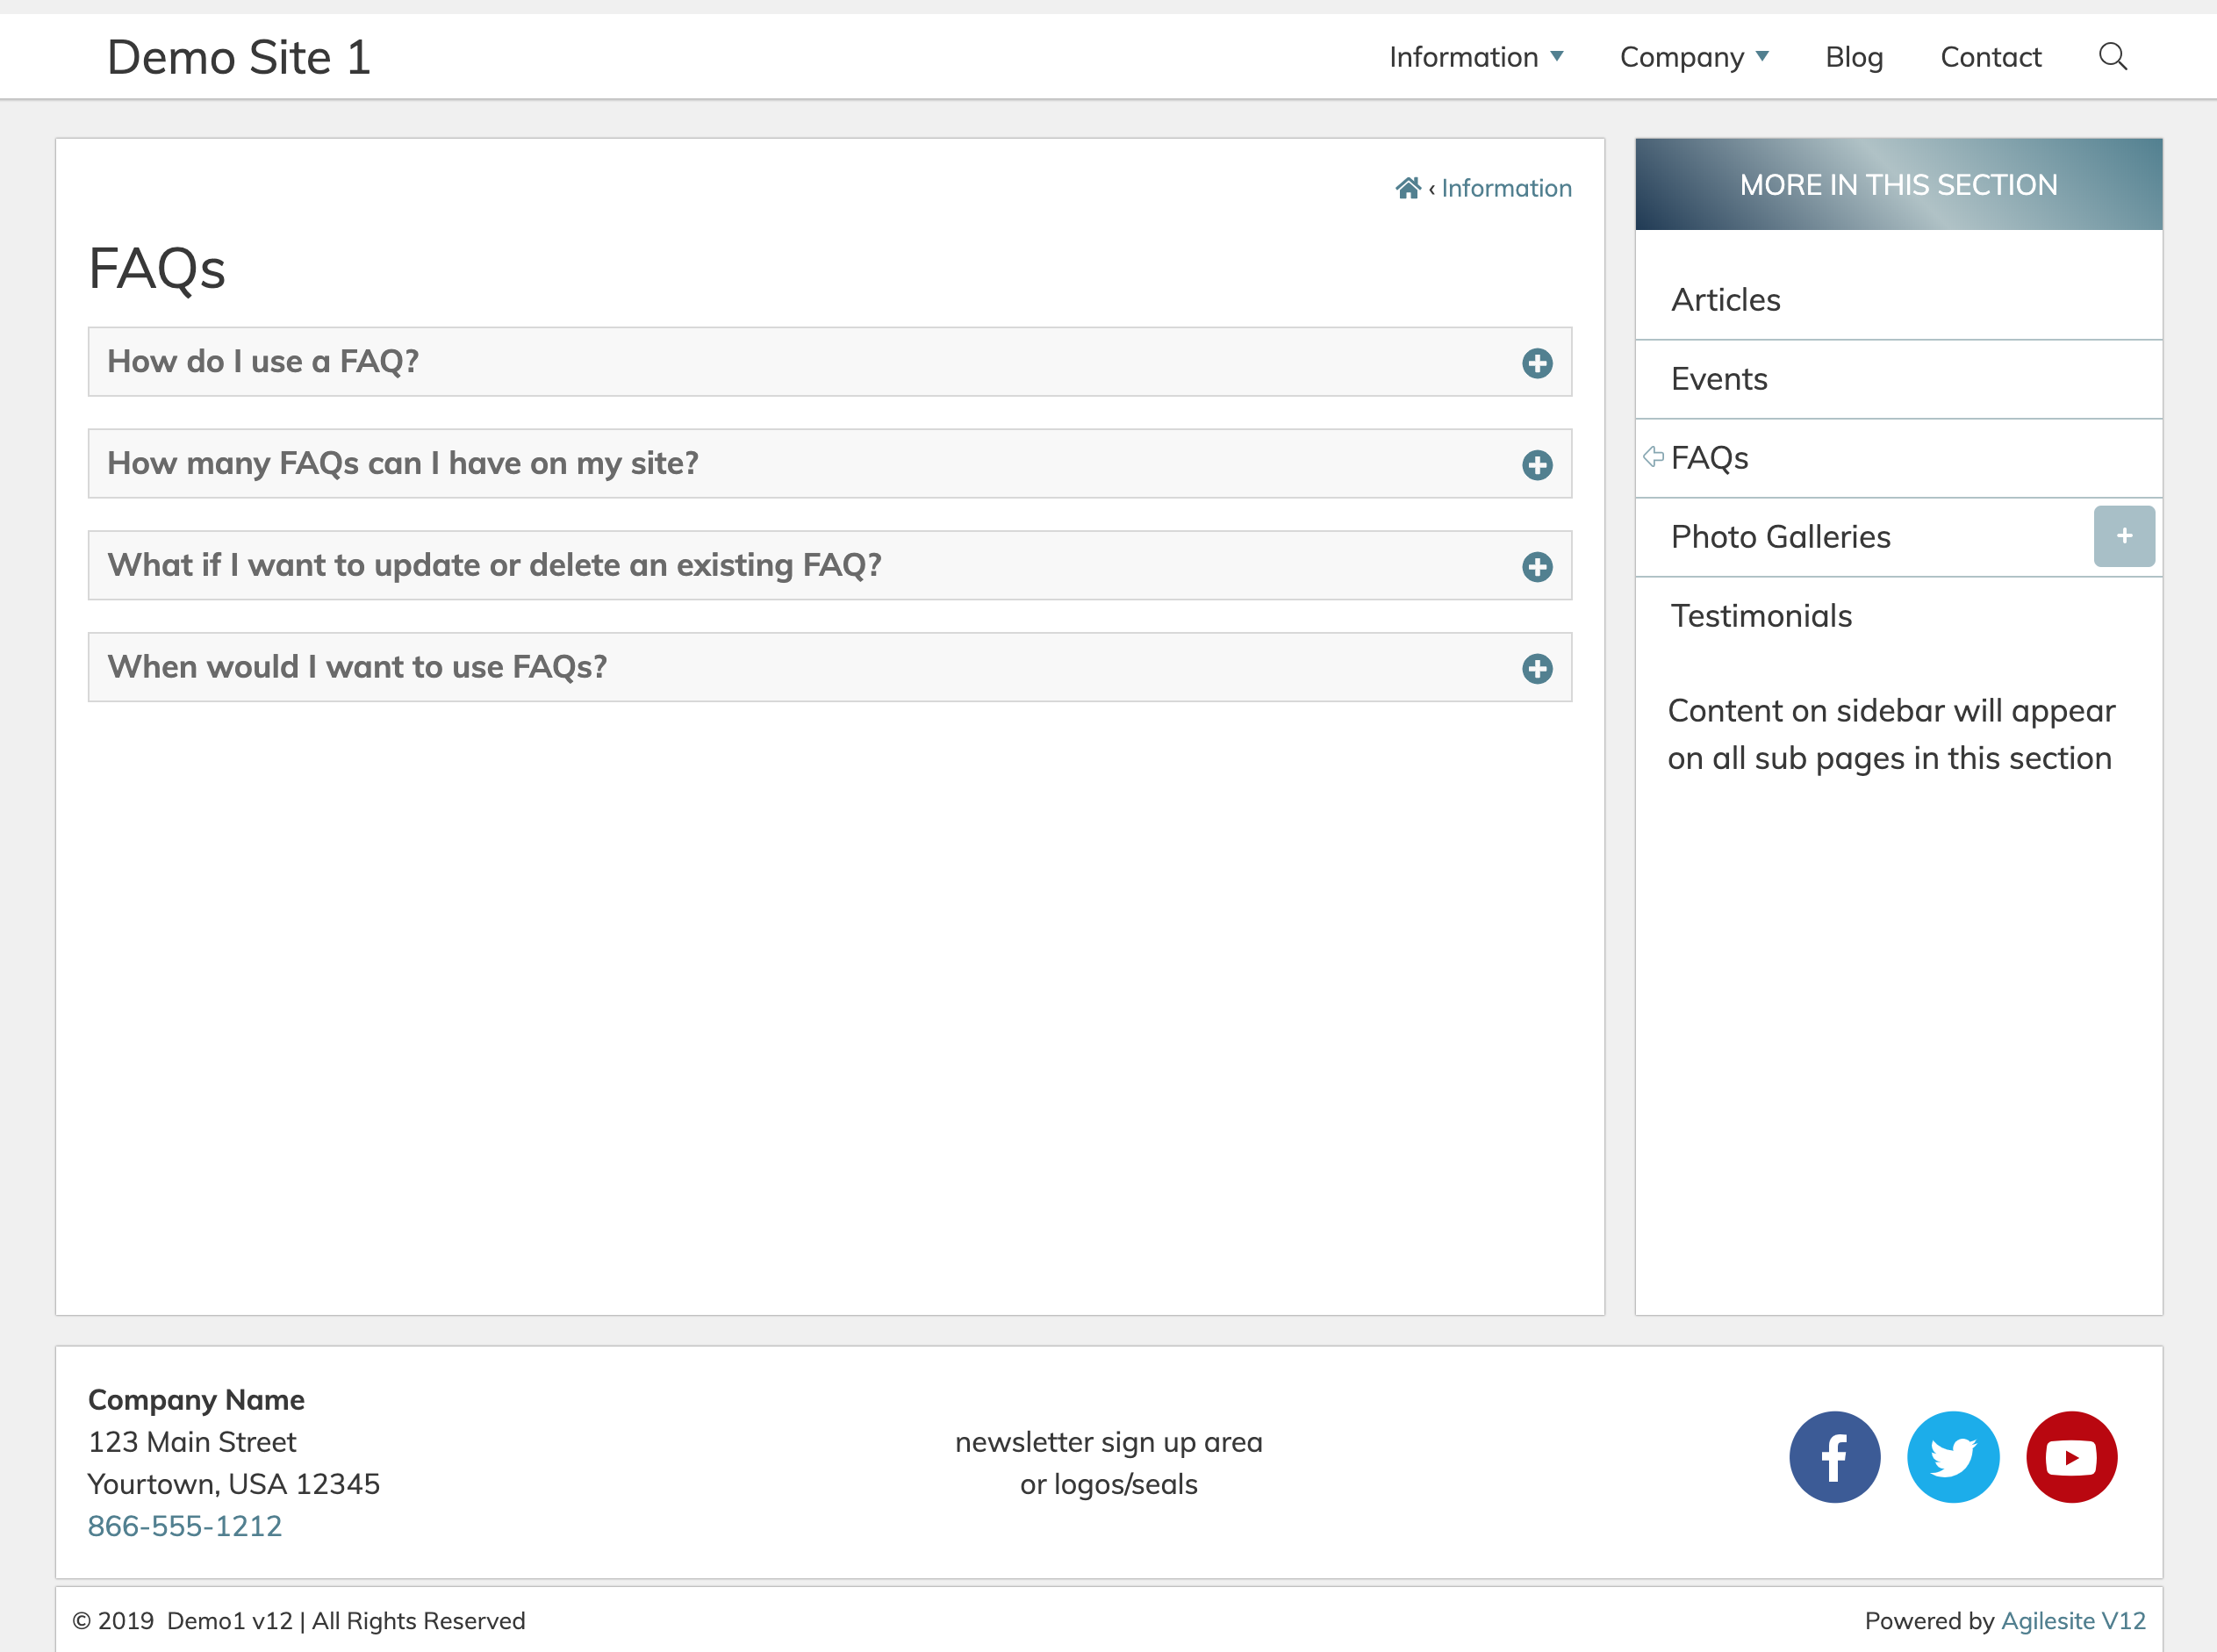 Demo Site 1
Information
Company
Blog
Contact
‹ Information
FAQs
How do I use a FAQ?
How many FAQs can I have on my site?
What if I want to update or delete an existing FAQ?
When would I want to use FAQs?
MORE IN THIS SECTION
Articles
Events
FAQs
Photo Galleries
Testimonials
Content on sidebar will appear
on all sub pages in this section
Company Name
123 Main Street
Yourtown, USA 12345
866-555-1212
newsletter sign up area
or logos/seals
© 2019 Demo1 v12 | All Rights Reserved
Powered by Agilesite V12